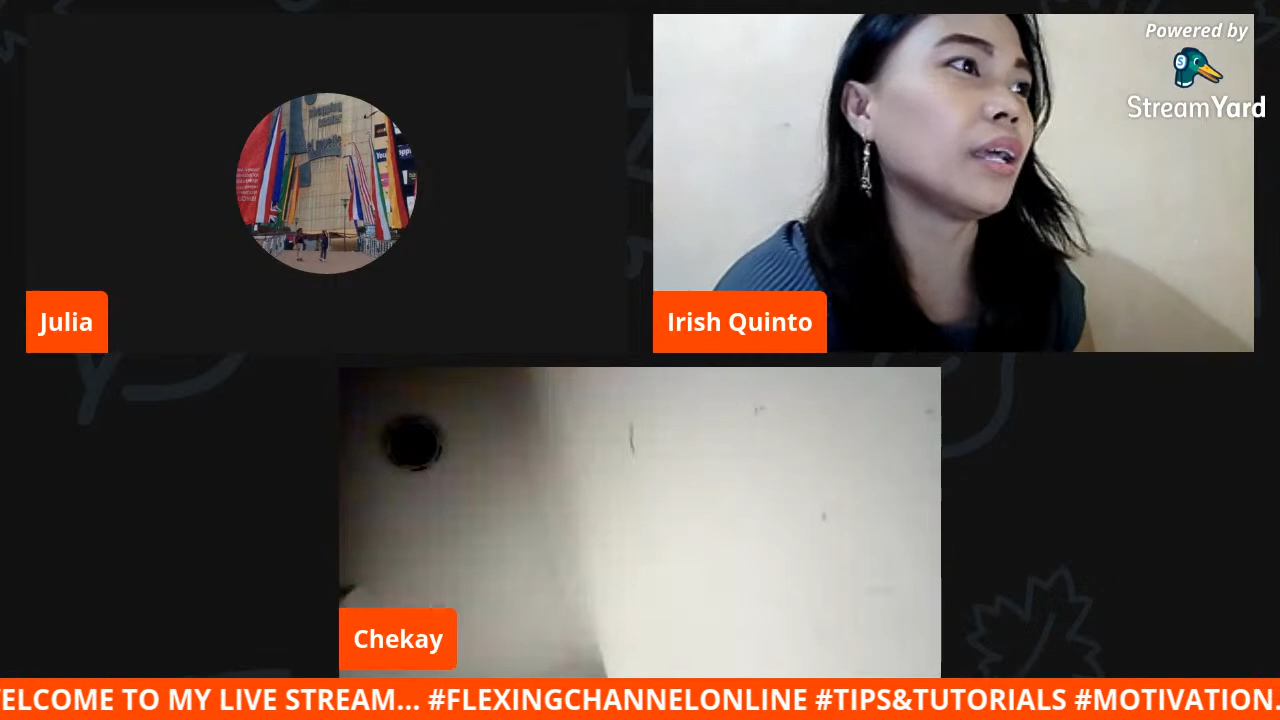 Powered by
StreamYard
Julia
Irish Quinto
Chekay
ELCOME TO MY LIVE STREAM... #FLEXINGCHANNELONLINE #TIPS&TUTORIALS #MOTIVATION.